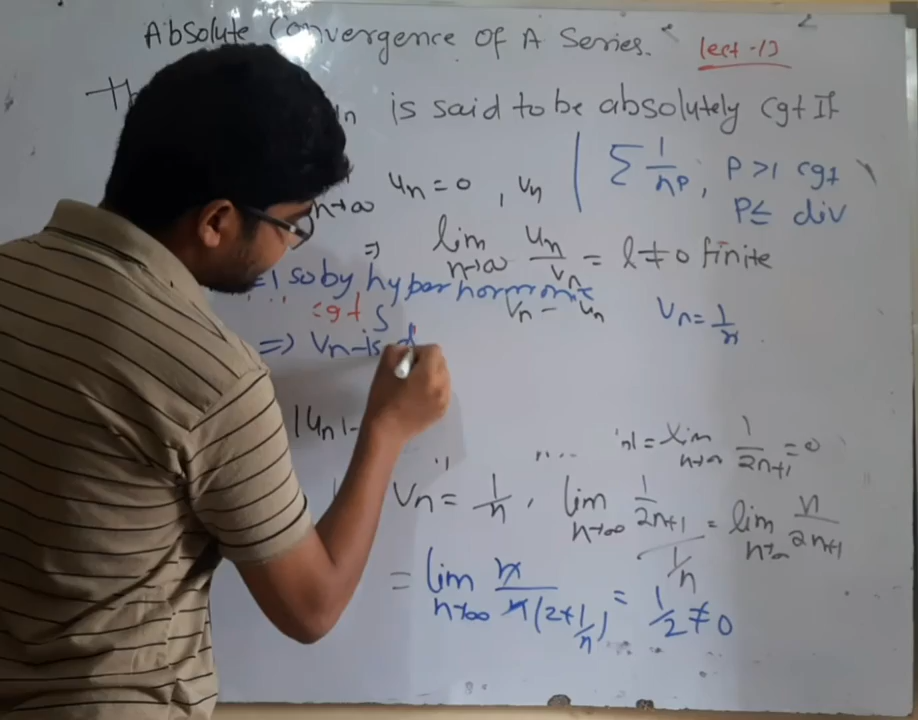 Absolute Convergence of A Series. Lect-13
Th n is said to be absolutely cgt If
n→∞ un = 0 , vn | Σ 1/n^p , P>1 cgt
P≤ div
⇒ lim n→∞ un/vn = l ≠ 0 finite
=1 so by hyper hormonic vn - un vn = 1/n
cgt
⇒ vn - is d
|un|- = lim n→∞ 1/2n+1 = 0
vn = 1/n , lim n→∞ 1/2n+1 / 1/n = lim n→∞ n/2n+1
= lim n→∞ n/n(2+1/n) = 1/2 ≠ 0